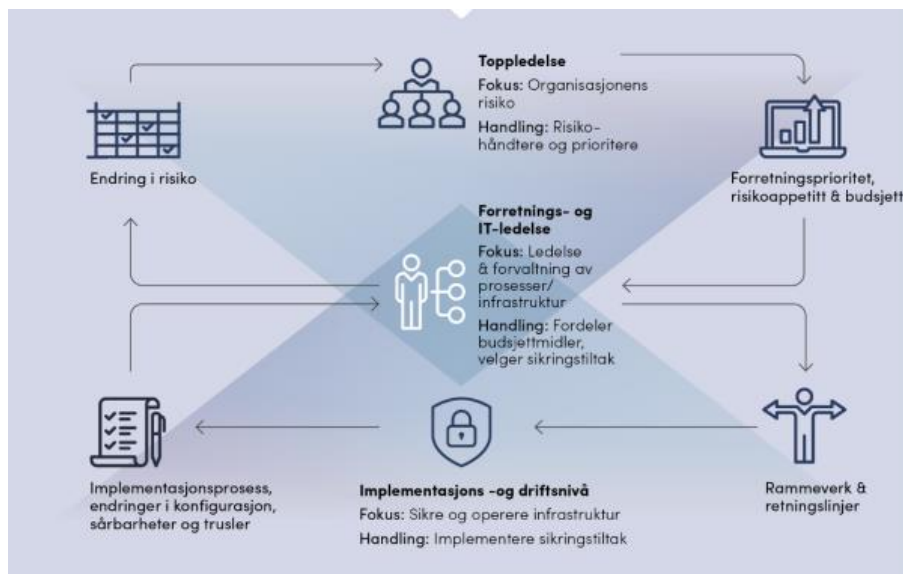 Toppledelse
Fokus: Organisasjonens
risiko
Handling: Risiko-
håndtere og prioritere
Endring i risiko
Forretningsprioritet,
risikoappetitt & budsjett
Forretnings- og
IT-ledelse
Fokus: Ledelse
& forvaltning av
prosesser/
infrastruktur
Handling: Fordeler
budsjettmidler,
velger sikringstiltak
Implementasjonsprosess,
endringer i konfigurasjon,
sårbarheter og trusler
Implementasjons -og driftsnivå
Fokus: Sikre og operere infrastruktur
Handling: Implementere sikringstiltak
Rammeverk &
retningslinjer